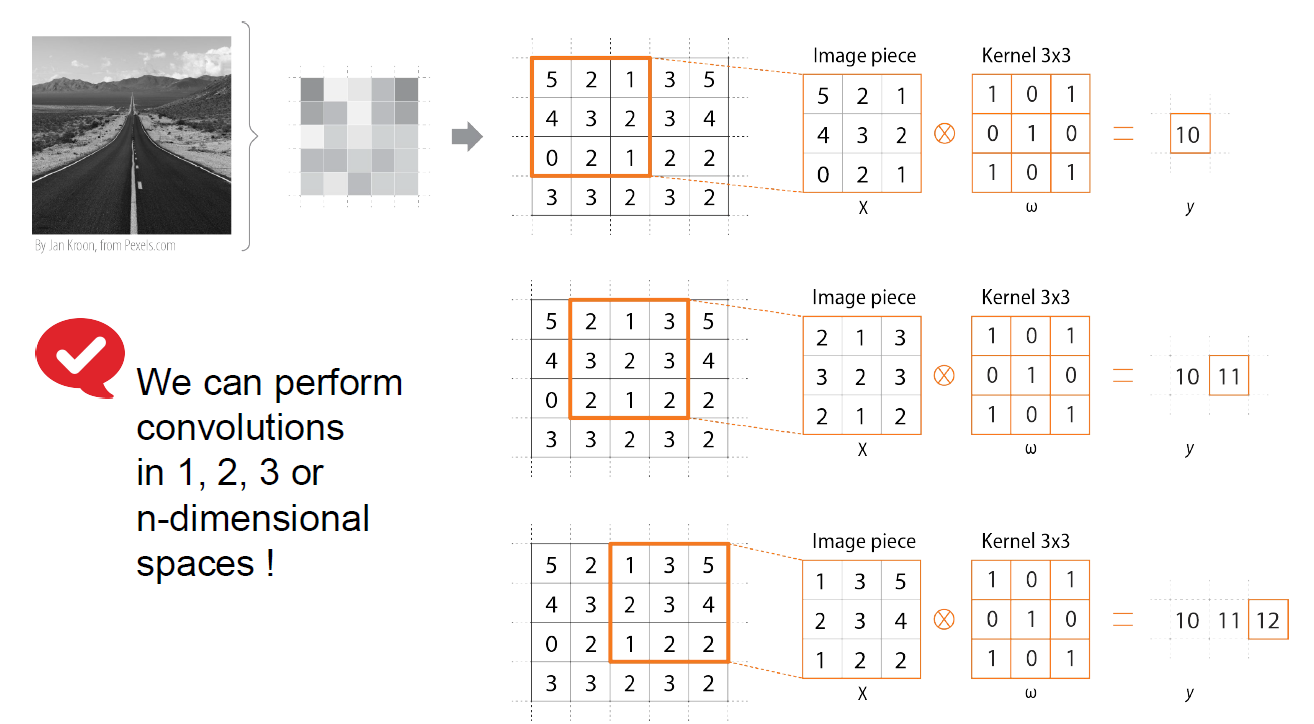 By Jan Kroon, from Pexels.com
5 2 1 3 5
4 3 2 3 4
0 2 1 2 2
3 3 2 3 2
Image piece
5 2 1
4 3 2
0 2 1
X
⊗
Kernel 3x3
1 0 1
0 1 0
1 0 1
ω
=
10
y
We can perform
convolutions
in 1, 2, 3 or
n-dimensional
spaces !
5 2 1 3 5
4 3 2 3 4
0 2 1 2 2
3 3 2 3 2
Image piece
2 1 3
3 2 3
2 1 2
X
⊗
Kernel 3x3
1 0 1
0 1 0
1 0 1
ω
=
10 11
y
5 2 1 3 5
4 3 2 3 4
0 2 1 2 2
3 3 2 3 2
Image piece
1 3 5
2 3 4
1 2 2
X
⊗
Kernel 3x3
1 0 1
0 1 0
1 0 1
ω
=
10 11 12
y